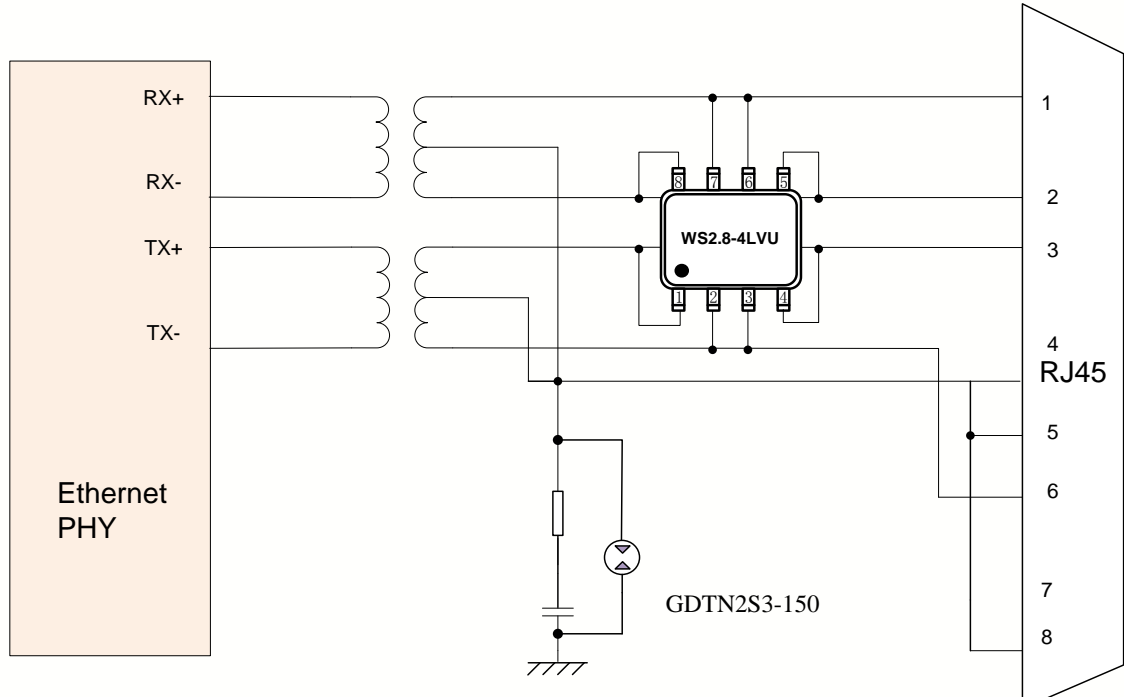 RX+
RX-
TX+
TX-
Ethernet
PHY
8 7 6 5
WS2.8-4LVU
1 2 3 4
GDTN2S3-150
1
2
3
4
RJ45
5
6
7
8